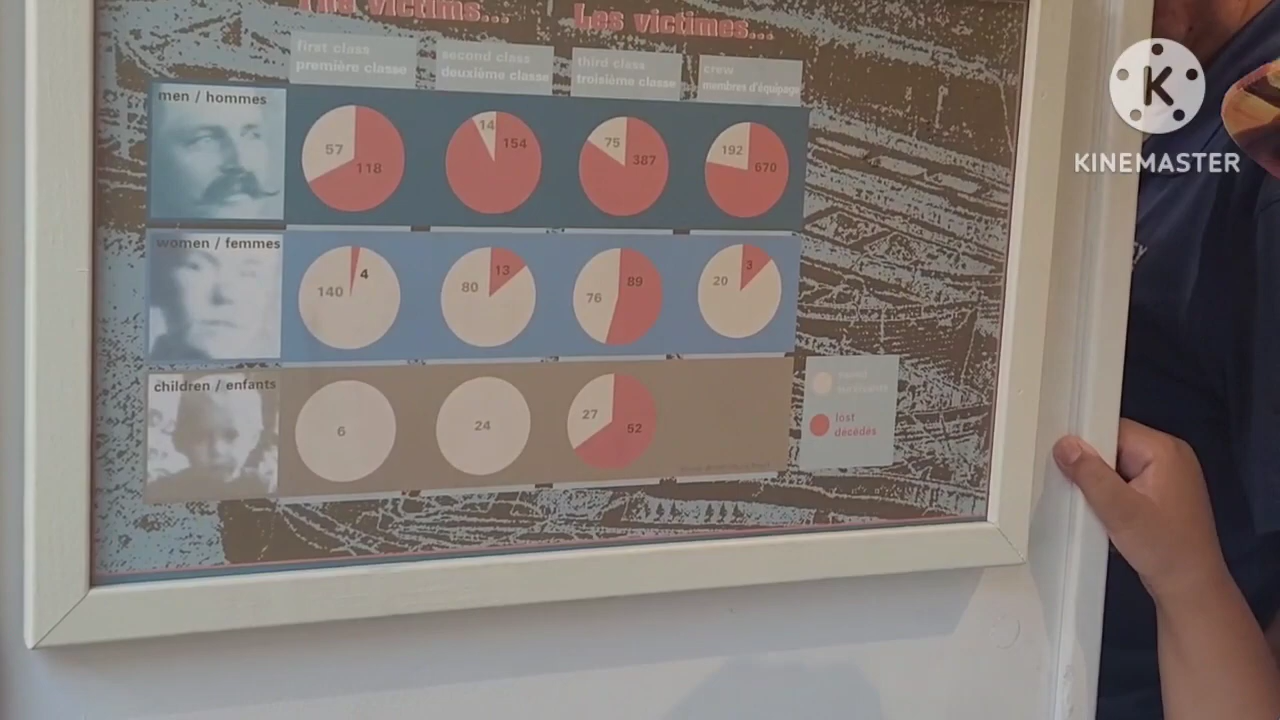 The victims... Les victimes...
first class
première classe
second class
deuxième classe
third class
troisième classe
crew
membres d'équipage
men / hommes
57
118
14
154
75
387
192
670
women / femmes
140
4
80
13
76
89
20
3
children / enfants
6
24
27
52
lost
décédés
K
KINEMASTER